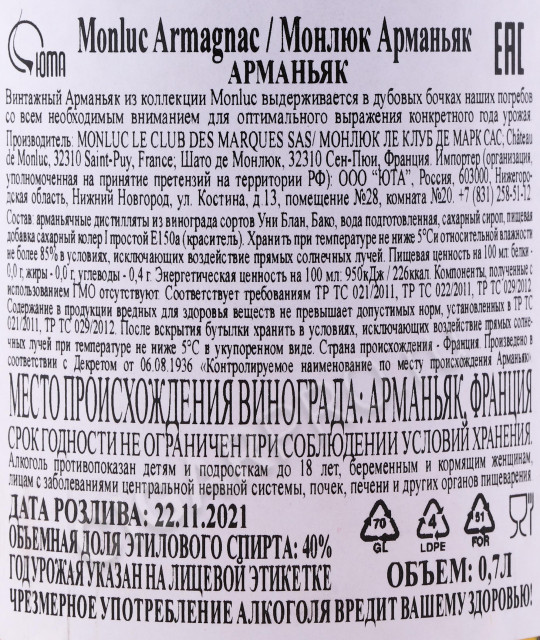 ЮТА
Monluc Armagnac / Монлюк Арманьяк
EAC
АРМАНЬЯК
Винтажный Арманьяк из коллекции Monluc выдерживается в дубовых бочках наших погребов
со всем необходимым вниманием для оптимального выражения конкретного года урожая
Производитель: MONLUC LE CLUB DES MARQUES SAS/ МОНЛЮК ЛЕ КЛУБ ДЕ МАРК САС, Château
de Monluc, 32310 Saint-Puy, France; Шато де Монлюк, 32310 Сен-Пюи, Франция. Импортер (организация,
уполномоченная на принятие претензий на территории РФ): ООО "ЮТА", Россия, 603000, Нижегоро-
дская область, Нижний Новгород, ул. Костина, д 13, помещение №28, комната №20. +7 (831) 258-51-12
Состав: арманьячные дистилляты из винограда сортов Уни Блан, Бако, вода подготовленная, сахарный сироп, пищевая
добавка сахарный колер I простой Е150а (краситель). Хранить при температуре не ниже 5°С и относительной влажности
не более 85% в условиях, исключающих воздействие прямых солнечных лучей. Пищевая ценность на 100 мл: белки -
0,0 г, жиры - 0,0 г, углеводы - 0,4 г. Энергетическая ценность на 100 мл: 950кДж / 226ккал. Компоненты, полученные с
использованием ГМО отсутствуют. Соответствует требованиям ТР ТС 021/2011, ТР ТС 022/2011, ТР ТС 029/2012
Содержание в продукции вредных для здоровья веществ не превышает допустимых норм, установленных в ТР ТС
021/2011, ТР ТС 029/2012. После вскрытия бутылки хранить в условиях, исключающих воздействие прямых солне-
чных лучей при температуре не ниже 5°С в укупоренном виде. Страна происхождения - Франция Произведено в
соответствии с Декретом от 06.08.1936 «Контролируемое наименование по месту происхождения Арманьяк»
МЕСТО ПРОИСХОЖДЕНИЯ ВИНОГРАДА: АРМАНЬЯК, ФРАНЦИЯ
СРОК ГОДНОСТИ НЕ ОГРАНИЧЕН ПРИ СОБЛЮДЕНИИ УСЛОВИЙ ХРАНЕНИЯ.
Алкоголь противопоказан детям и подросткам до 18 лет, беременным и кормящим женщинам,
лицам с заболеваниями центральной нервной системы, почек, печени и других органов пищеварения
ДАТА РОЗЛИВА: 22.11.2021
ОБЪЕМНАЯ ДОЛЯ ЭТИЛОВОГО СПИРТА: 40%
ГОД УРОЖАЯ УКАЗАН НА ЛИЦЕВОЙ ЭТИКЕТКЕ
70 4 51
GL LDPE FOR
ОБЪЕМ: 0,7Л
ЧРЕЗМЕРНОЕ УПОТРЕБЛЕНИЕ АЛКОГОЛЯ ВРЕДИТ ВАШЕМУ ЗДОРОВЬЮ!